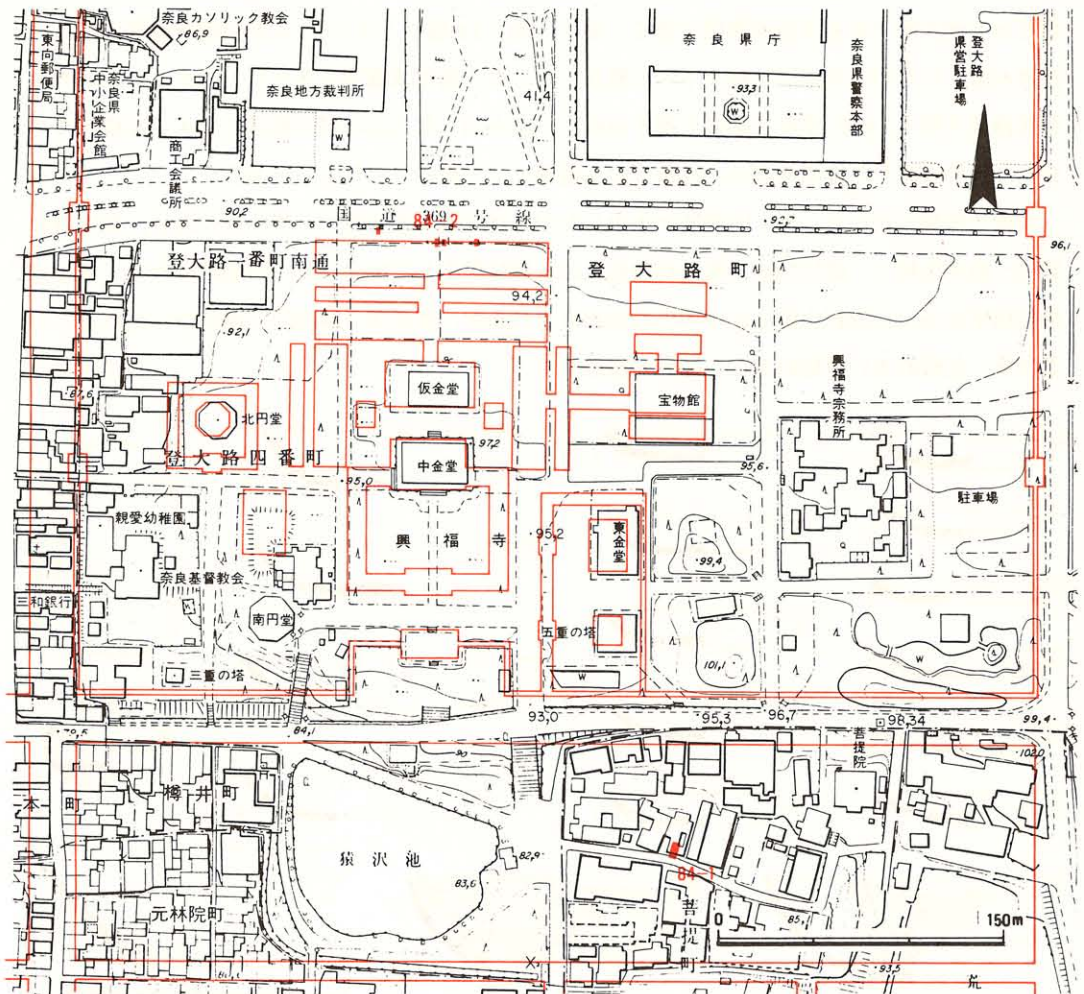 奈良カソリック教会
86,9
東向郵便局
奈良県
中小企業会館
商工会議所
奈良地方裁判所
W
41,4
奈良県庁
93,3
W
奈良県警察本部
登大路
県営駐車場
90,2
国道369号線
84-2
96,1
登大路一番町南通
登大路町
94,2
92,1
仮金堂
宝物館
興福寺宗務所
北円堂
97,2
登大路四番町
中金堂
95,0
95,6
駐車場
親愛幼稚園
興福寺
95,2
東金堂
99,4
奈良基督教会
三和銀行
南円堂
五重の塔
101,1
W
三重の塔
W
93,0
95,3
96,7
98,34
99,4
84,1
90
菩提院
102,0
本町
樽井町
猿沢池
82,9
83,6
84-1
元林院町
85,1
0
150m
93,5
荒